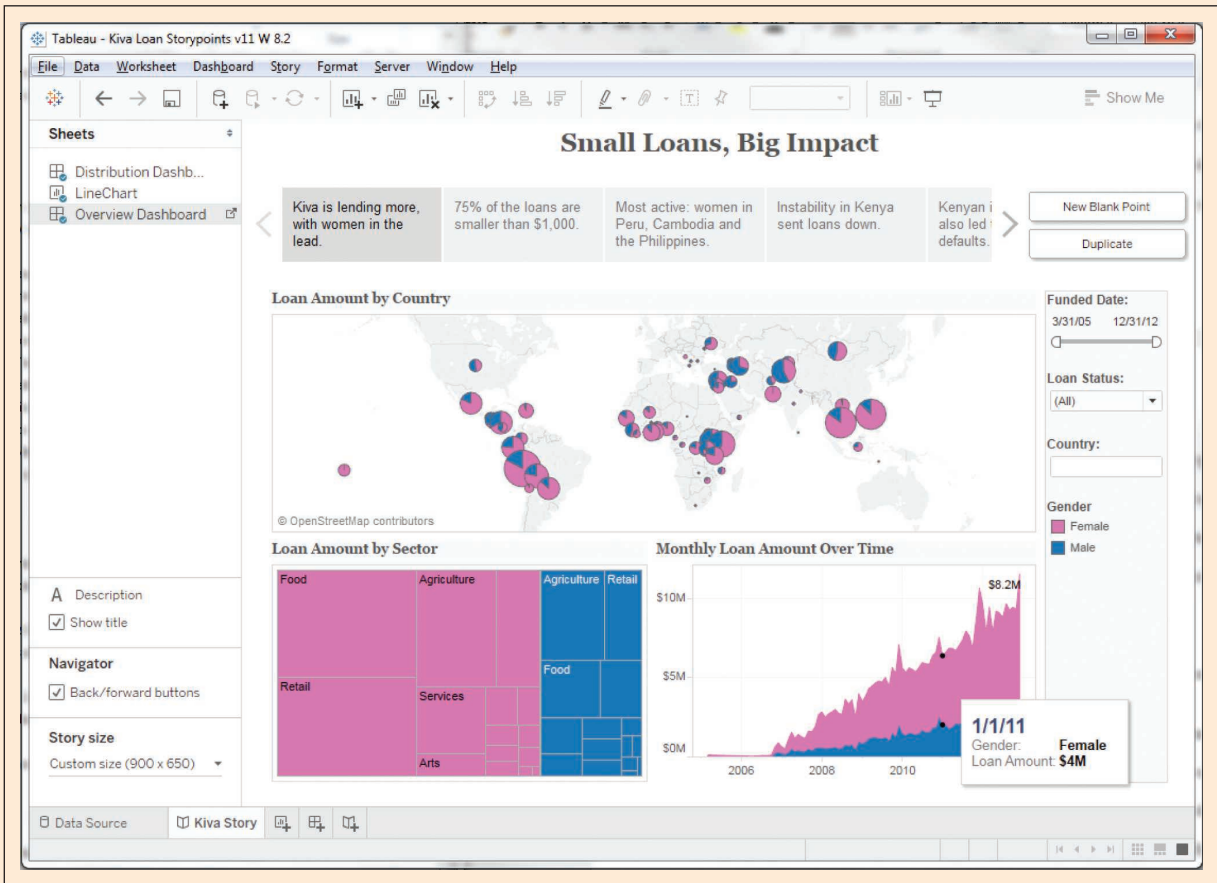 Tableau - Kiva Loan Storypoints v11 W 8.2
File Data Worksheet Dashboard Story Format Server Window Help
Show Me
Sheets
Distribution Dashb...
LineChart
Overview Dashboard
Small Loans, Big Impact
Kiva is lending more,
with women in the
lead.
75% of the loans are
smaller than $1,000.
Most active: women in
Peru, Cambodia and
the Philippines.
Instability in Kenya
sent loans down.
Kenyan i
also led
defaults.
New Blank Point
Duplicate
Loan Amount by Country
© OpenStreetMap contributors
Funded Date:
3/31/05 12/31/12
Loan Status:
(All)
Country:
Gender
Female
Male
Loan Amount by Sector
Food
Agriculture
Agriculture
Retail
Food
Retail
Services
Arts
Monthly Loan Amount Over Time
$8.2M
$10M
$5M
$0M
2006 2008 2010
1/1/11
Gender: Female
Loan Amount: $4M
A Description
Show title
Navigator
Back/forward buttons
Story size
Custom size (900 x 650)
Data Source
Kiva Story